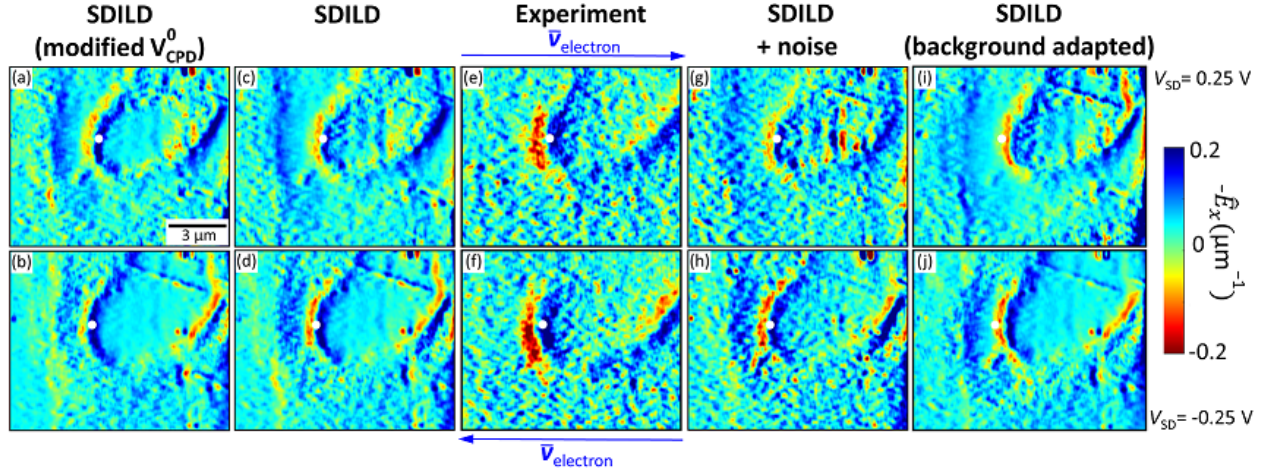 SDILD
(modified V⁰CPD)
SDILD
Experiment
v̅electron
SDILD
+ noise
SDILD
(background adapted)
(a)
(c)
(e)
(g)
(i)
VSD= 0.25 V
3 µm
0.2
0
-0.2
-Êx(µm⁻¹)
(b)
(d)
(f)
(h)
(j)
VSD= -0.25 V
v̅electron